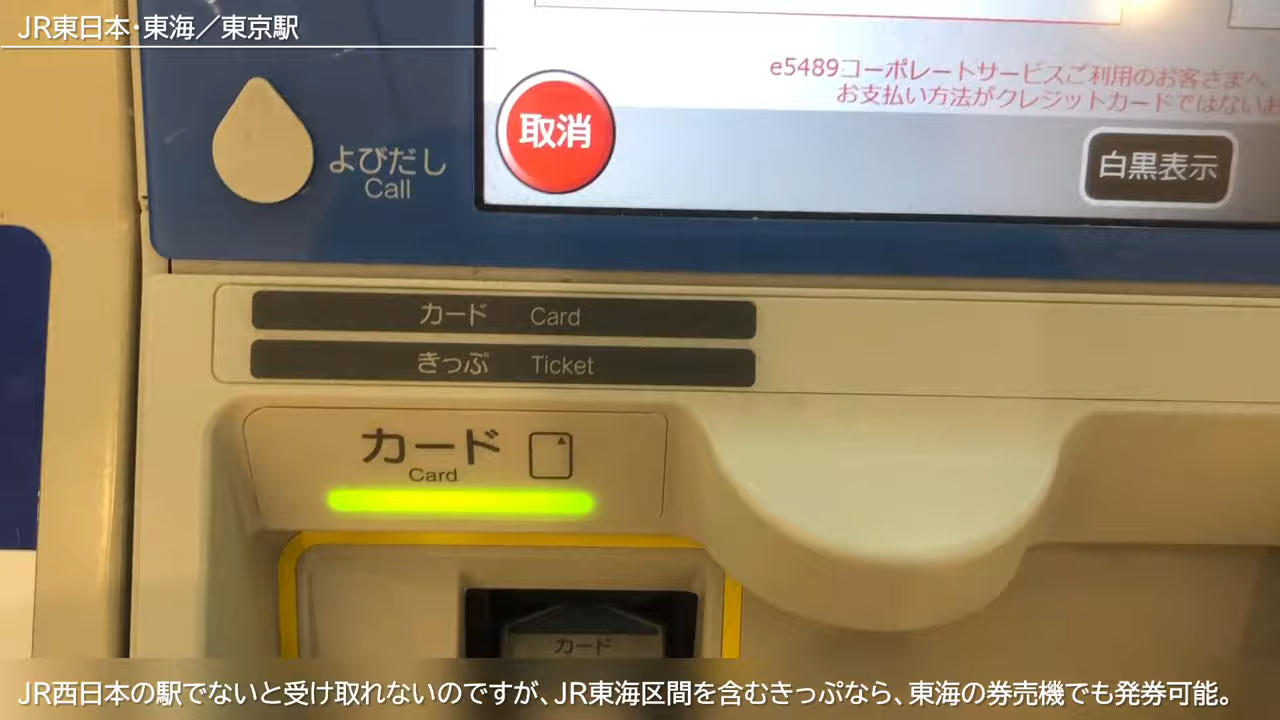 JR東日本・東海／東京駅
e5489コーポレートサービスご利用のお客さまへ
お支払い方法がクレジットカードではないお
取消
白黒表示
よびだし
Call
カード Card
きっぷ Ticket
カード
Card
カード
JR西日本の駅でないと受け取れないのですが、JR東海区間を含むきっぷなら、東海の券売機でも発券可能。